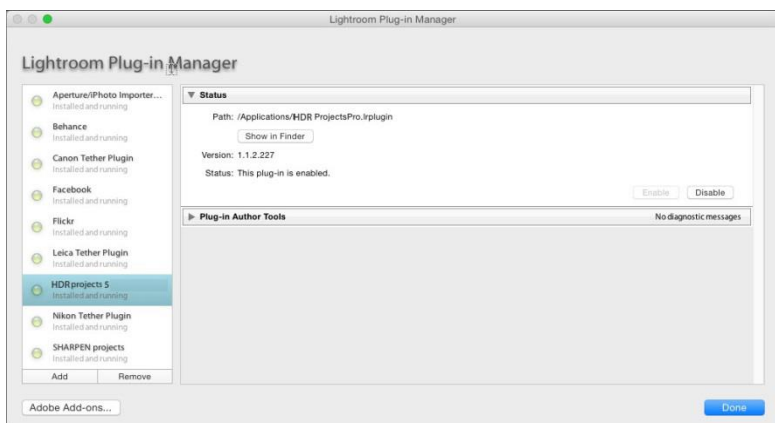 Lightroom Plug-in Manager
Lightroom Plug-in Manager
Aperture/iPhoto Importer...
Installed and running
Behance
Installed and running
Canon Tether Plugin
Installed and running
Facebook
Installed and running
Flickr
Installed and running
Leica Tether Plugin
Installed and running
HDR projects 5
Installed and running
Nikon Tether Plugin
Installed and running
SHARPEN projects
Installed and running
Add Remove
Adobe Add-ons...
Status
Path: /Applications/HDR ProjectsPro.lrplugin
Show in Finder
Version: 1.1.2.227
Status: This plug-in is enabled.
Enable Disable
Plug-in Author Tools No diagnostic messages
Done